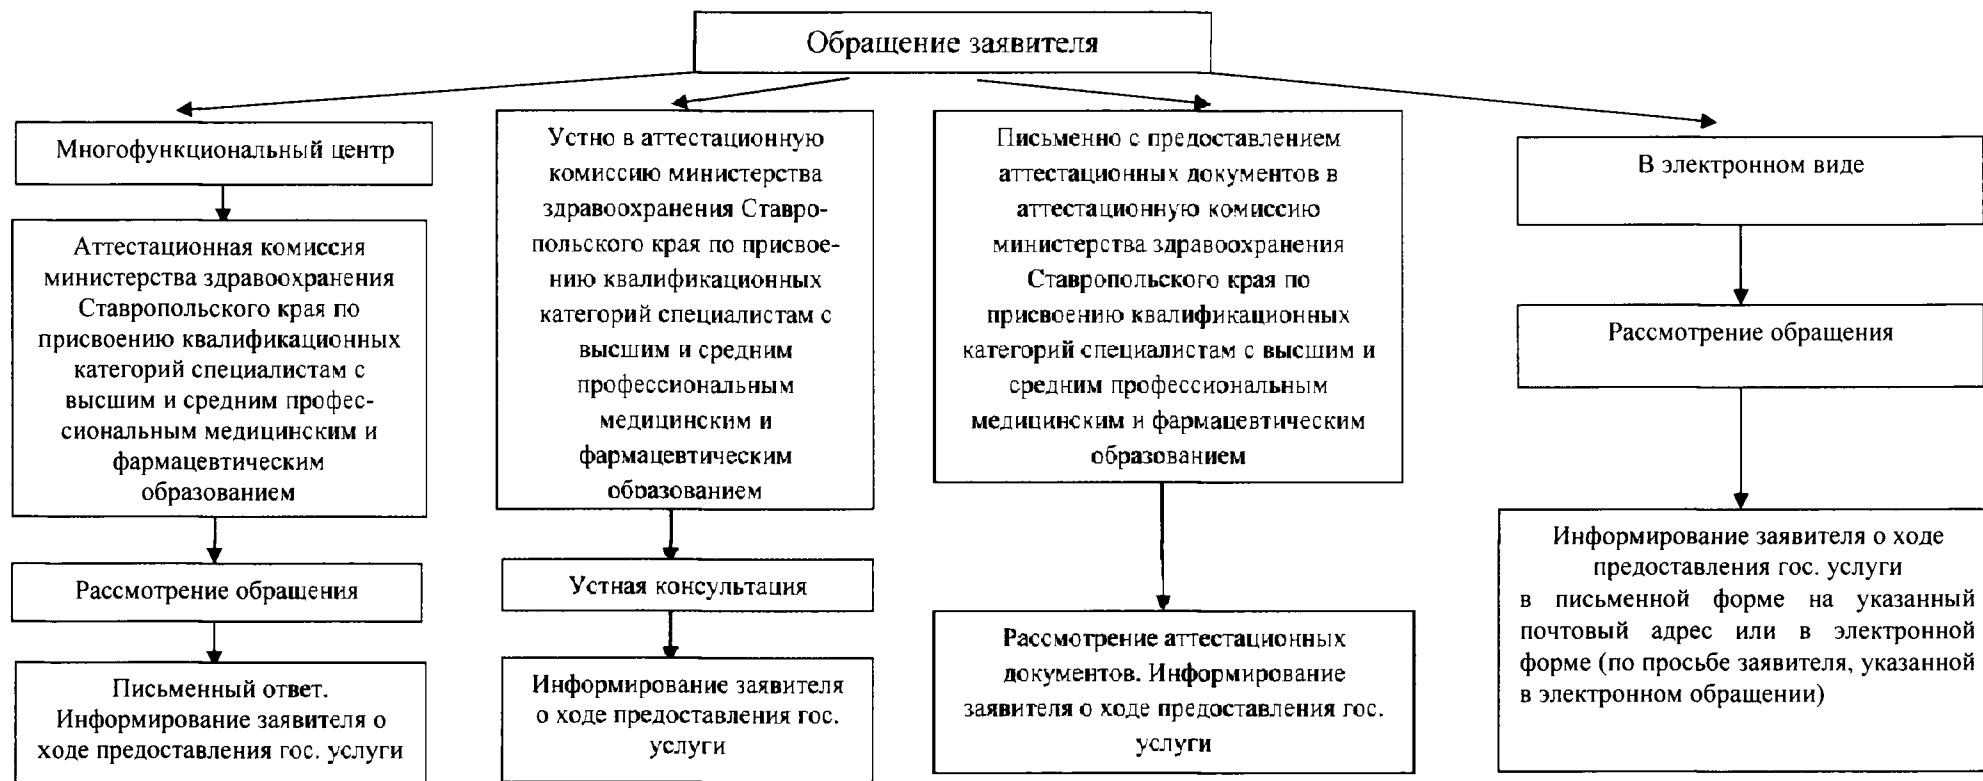 Обращение заявителя
Многофункциональный центр
Аттестационная комиссия
министерства здравоохранения
Ставропольского края по
присвоению квалификационных
категорий специалистам с
высшим и средним профес-
сиональным медицинским и
фармацевтическим
образованием
Рассмотрение обращения
Письменный ответ.
Информирование заявителя о
ходе предоставления гос. услуги
Устно в аттестационную
комиссию министерства
здравоохранения Ставро-
польского края по присвое-
нию квалификационных
категорий специалистам с
высшим и средним
профессиональным
медицинским и
фармацевтическим
образованием
Устная консультация
Информирование заявителя
о ходе предоставления гос.
услуги
Письменно с предоставлением
аттестационных документов в
аттестационную комиссию
министерства здравоохранения
Ставропольского края по
присвоению квалификационных
категорий специалистам с высшим и
средним профессиональным
медицинским и фармацевтическим
образованием
Рассмотрение аттестационных
документов. Информирование
заявителя о ходе предоставления гос.
услуги
В электронном виде
Рассмотрение обращения
Информирование заявителя о ходе
предоставления гос. услуги
в письменной форме на указанный
почтовый адрес или в электронной
форме (по просьбе заявителя, указанной
в электронном обращении)